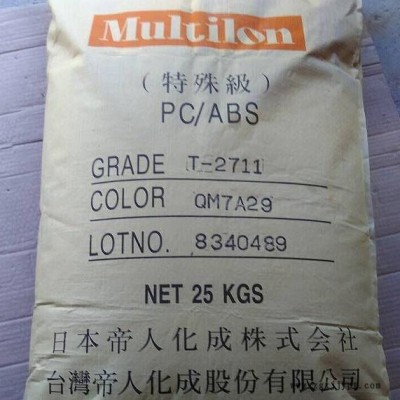 Multilon
(特殊級)
PC/ABS
GRADE T-2711
COLOR QM7A29
LOTNO. 8340489
NET 25 KGS
日本帝人化成株式会社
台灣帝人化成股份有限公司